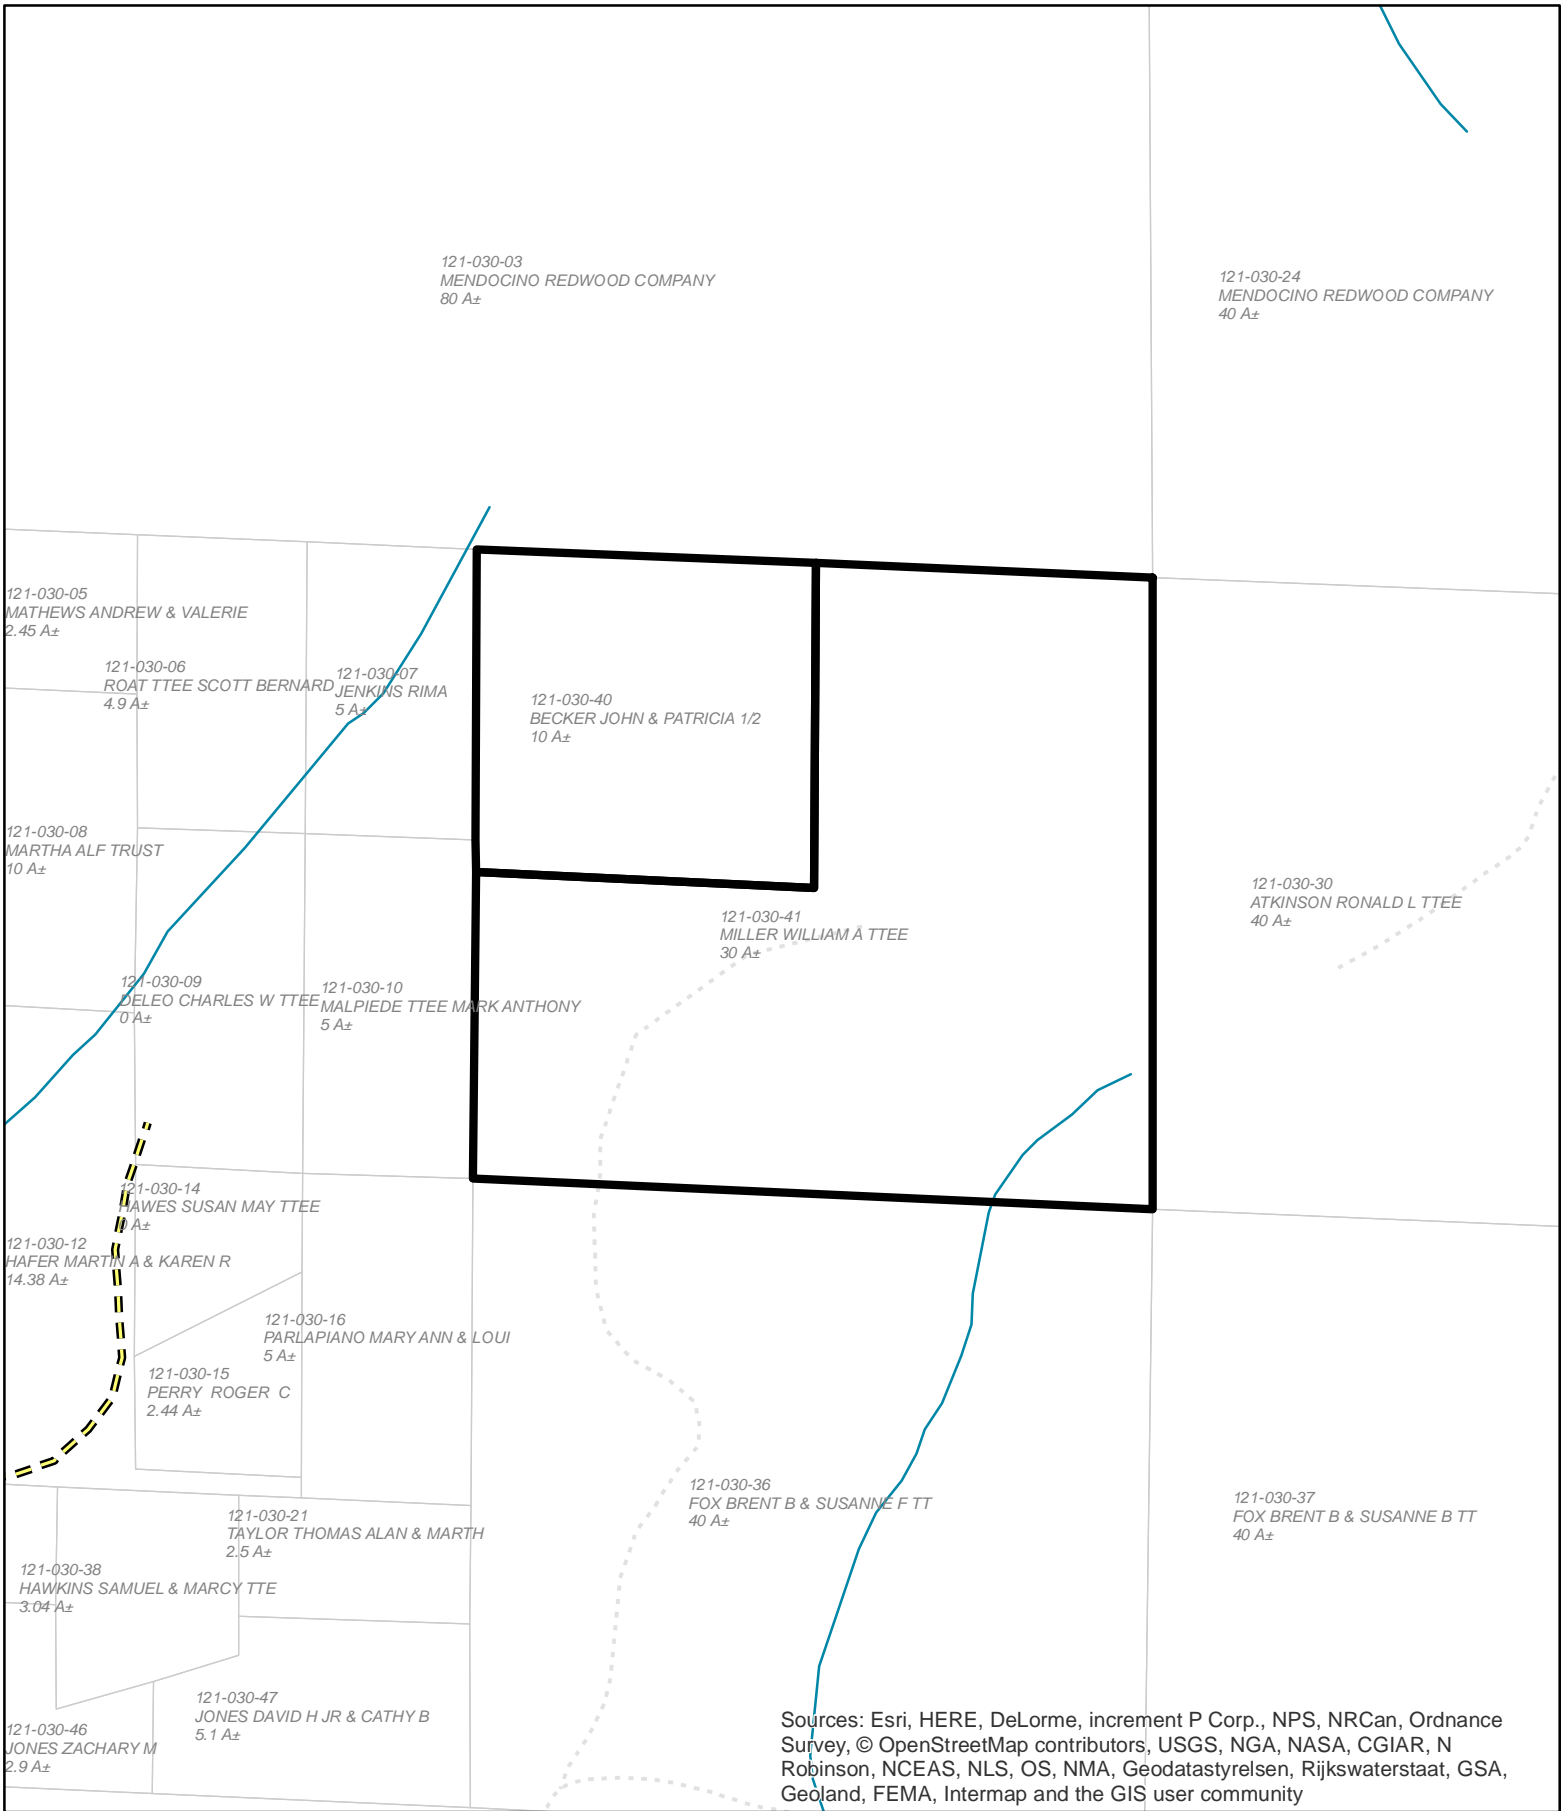 121-030-03
MENDOCINO REDWOOD COMPANY
80 A±
121-030-24
MENDOCINO REDWOOD COMPANY
40 A±
121-030-05
MATHEWS ANDREW & VALERIE
2.45 A±
121-030-06
ROAT TTEE SCOTT BERNARD
4.9 A±
121-030-07
JENKINS RIMA
5 A±
121-030-40
BECKER JOHN & PATRICIA 1/2
10 A±
121-030-08
MARTHA ALF TRUST
10 A±
121-030-41
MILLER WILLIAM A TTEE
30 A±
121-030-30
ATKINSON RONALD L TTEE
40 A±
121-030-09
DELEO CHARLES W TTEE
0 A±
121-030-10
MALPIEDE TTEE MARK ANTHONY
5 A±
121-030-14
HAWES SUSAN MAY TTEE
0 A±
121-030-12
HAFER MARTIN A & KAREN R
14.38 A±
121-030-16
PARLAPIANO MARY ANN & LOUI
5 A±
121-030-15
PERRY  ROGER  C
2.44 A±
121-030-36
FOX BRENT B & SUSANNE F TT
40 A±
121-030-37
FOX BRENT B & SUSANNE B TT
40 A±
121-030-21
TAYLOR THOMAS ALAN & MARTH
2.5 A±
121-030-38
HAWKINS SAMUEL & MARCY TTE
3.04 A±
121-030-47
JONES DAVID H JR & CATHY B
5.1 A±
121-030-46
JONES ZACHARY M
2.9 A±
Sources: Esri, HERE, DeLorme, increment P Corp., NPS, NRCan, Ordnance
Survey, © OpenStreetMap contributors, USGS, NGA, NASA, CGIAR, N
Robinson, NCEAS, NLS, OS, NMA, Geodatastyrelsen, Rijkswaterstaat, GSA,
Geoland, FEMA, Intermap and the GIS user community